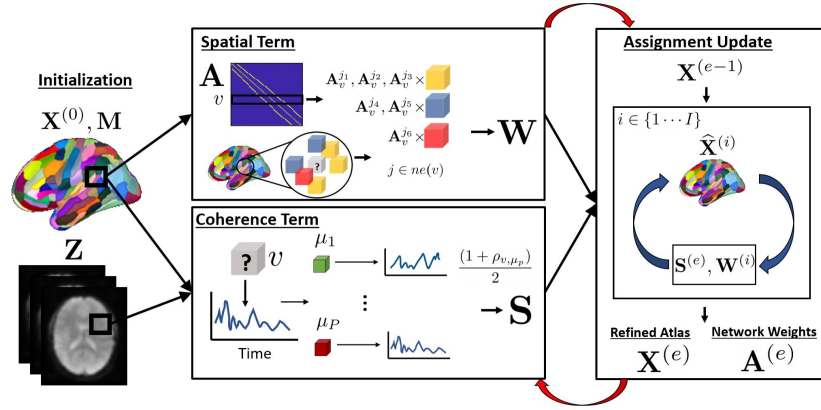 Initialization
X^(0), M
Z
Spatial Term
A
v
A_v^{j_1}, A_v^{j_2}, A_v^{j_3} ×
A_v^{j_4}, A_v^{j_5} ×
A_v^{j_6} ×
?
j ∈ ne(v)
W
Coherence Term
? v
Time
μ_1
⋮
μ_P
(1 + ρ_{v,μ_p})
2
S
Assignment Update
X^(e−1)
i ∈ {1 ⋯ I}
X̂^(i)
S^(e), W^(i)
Refined Atlas
X^(e)
Network Weights
A^(e)